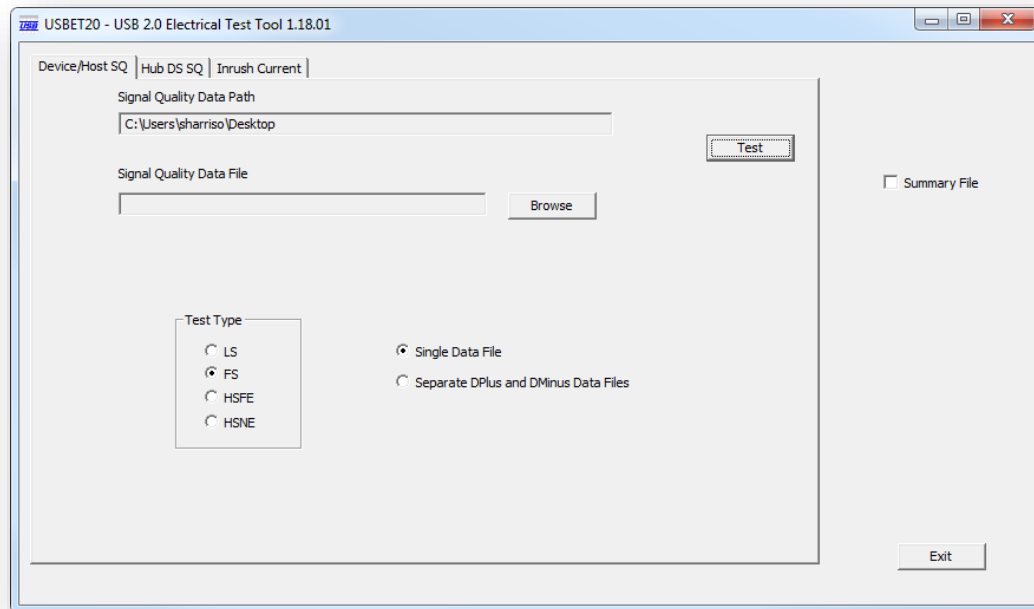 USB USBET20 - USB 2.0 Electrical Test Tool 1.18.01
Device/Host SQ Hub DS SQ Inrush Current
Signal Quality Data Path
C:\Users\sharriso\Desktop
Test
Signal Quality Data File
Summary File
Browse
Test Type
LS
Single Data File
FS
Separate DPlus and DMinus Data Files
HSFE
HSNE
Exit